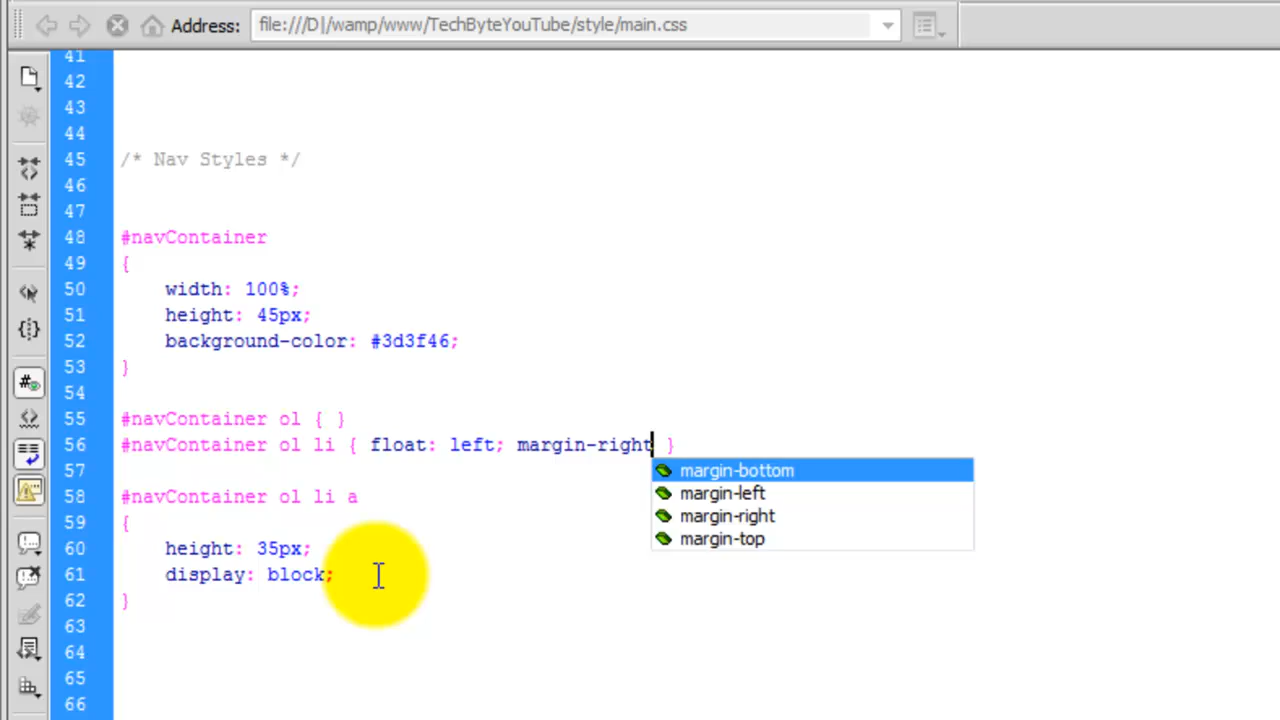 Address: file:///D|/wamp/www/TechByteYouTube/style/main.css
41
42
43
44
45 /* Nav Styles */
46
47
48 #navContainer
49 {
50 width: 100%;
51 height: 45px;
52 background-color: #3d3f46;
53 }
54
55 #navContainer ol { }
56 #navContainer ol li { float: left; margin-right }
margin-bottom
margin-left
margin-right
margin-top
57
58 #navContainer ol li a
59 {
60 height: 35px;
61 display: block;
62 }
63
64
65
66